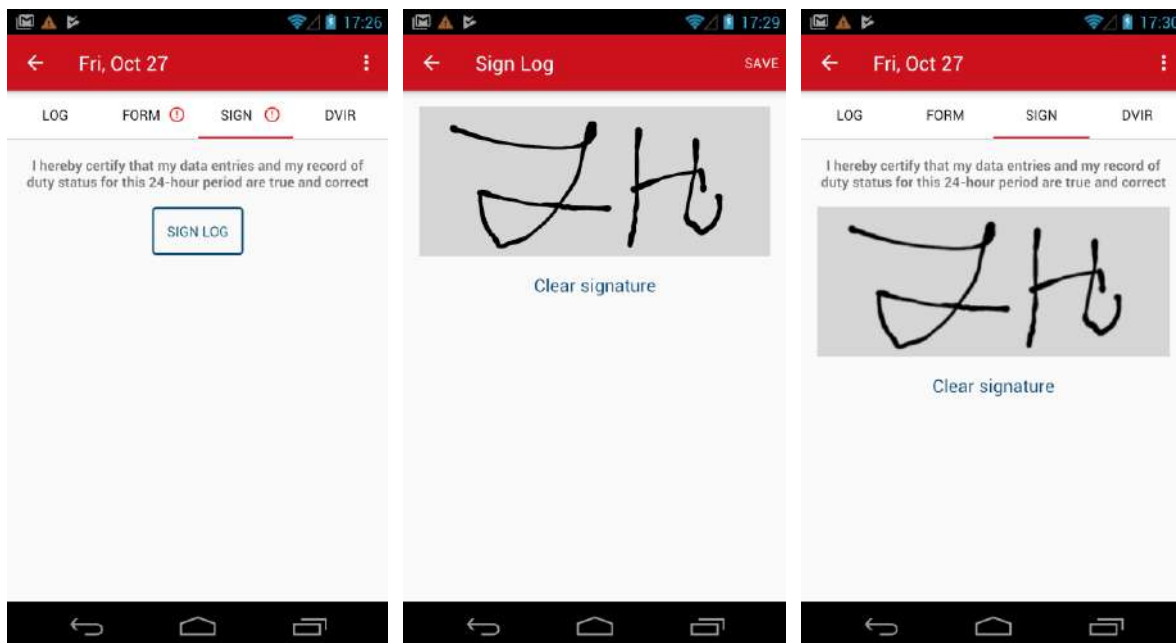 17:26
Fri, Oct 27
LOG FORM SIGN DVIR
I hereby certify that my data entries and my record of
duty status for this 24-hour period are true and correct
SIGN LOG
17:29
Sign Log SAVE
Clear signature
17:30
Fri, Oct 27
LOG FORM SIGN DVIR
I hereby certify that my data entries and my record of
duty status for this 24-hour period are true and correct
Clear signature